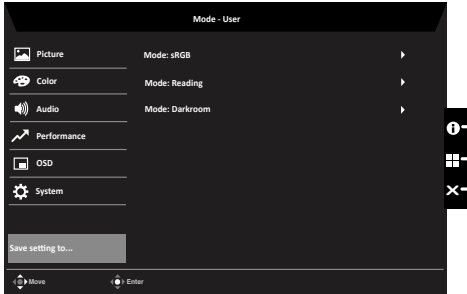 Mode - User
Picture
Mode: sRGB
Color
Mode: Reading
Audio
Mode: Darkroom
Performance
OSD
System
Save setting to...
Move
Enter